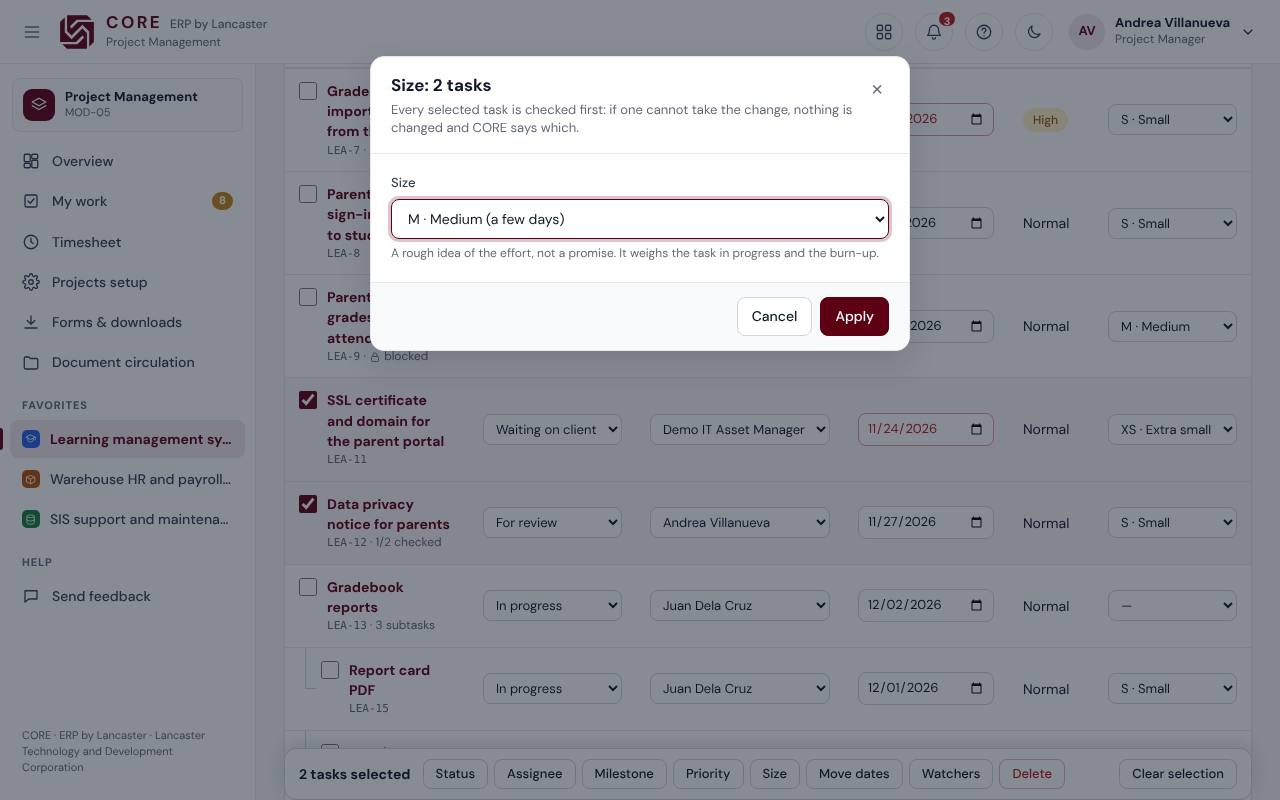 CORE ERP by Lancaster
Project Management
3
AV
Andrea Villanueva
Project Manager
Project Management
MOD-05
Overview
My work
8
Timesheet
Projects setup
Forms & downloads
Document circulation
FAVORITES
Learning management sy...
Warehouse HR and payroll...
SIS support and maintena...
HELP
Send feedback
CORE · ERP by Lancaster · Lancaster
Technology and Development
Corporation
Size: 2 tasks
Every selected task is checked first: if one cannot take the change, nothing is
changed and CORE says which.
Size
M · Medium (a few days)
A rough idea of the effort, not a promise. It weighs the task in progress and the burn-up.
Cancel
Apply
LEA-7 ·
High
S · Small
LEA-8
Normal
S · Small
LEA-9 · blocked
Normal
M · Medium
SSL certificate
and domain for
the parent portal
LEA-11
Waiting on client
Demo IT Asset Manager
11/24/2026
Normal
XS · Extra small
Data privacy
notice for parents
LEA-12 · 1/2 checked
For review
Andrea Villanueva
11/27/2026
Normal
S · Small
Gradebook
reports
LEA-13 · 3 subtasks
In progress
Juan Dela Cruz
12/02/2026
Normal
—
Report card
PDF
LEA-15
In progress
Juan Dela Cruz
12/01/2026
Normal
S · Small
2 tasks selected
Status
Assignee
Milestone
Priority
Size
Move dates
Watchers
Delete
Clear selection